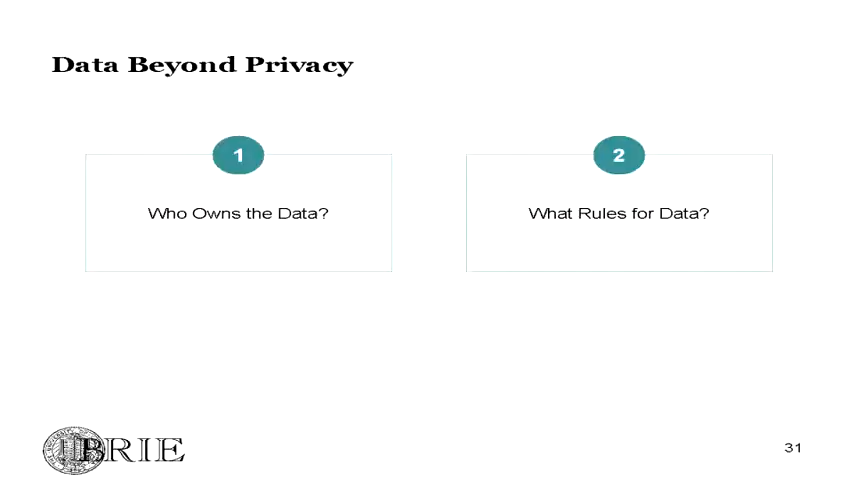 Data Beyond Privacy
1
2
Who Owns the Data?
What Rules for Data?
BRIE
31